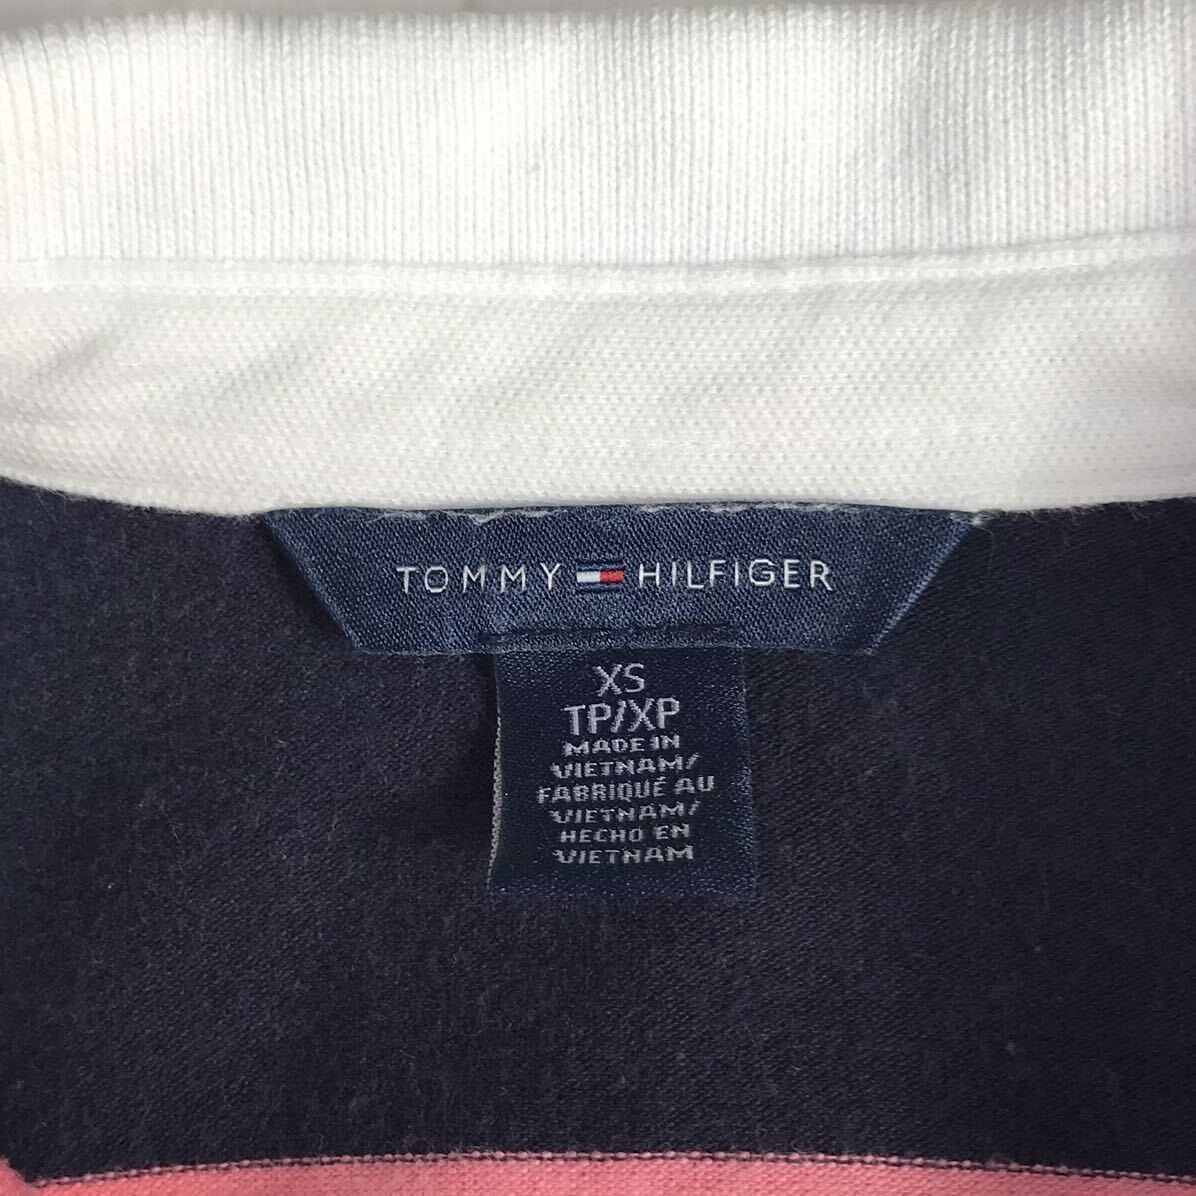 TOMMY HILFIGER
XS
TP/XP
MADE IN
VIETNAM/
FABRIQUÉ AU
VIETNAM/
HECHO EN
VIETNAM